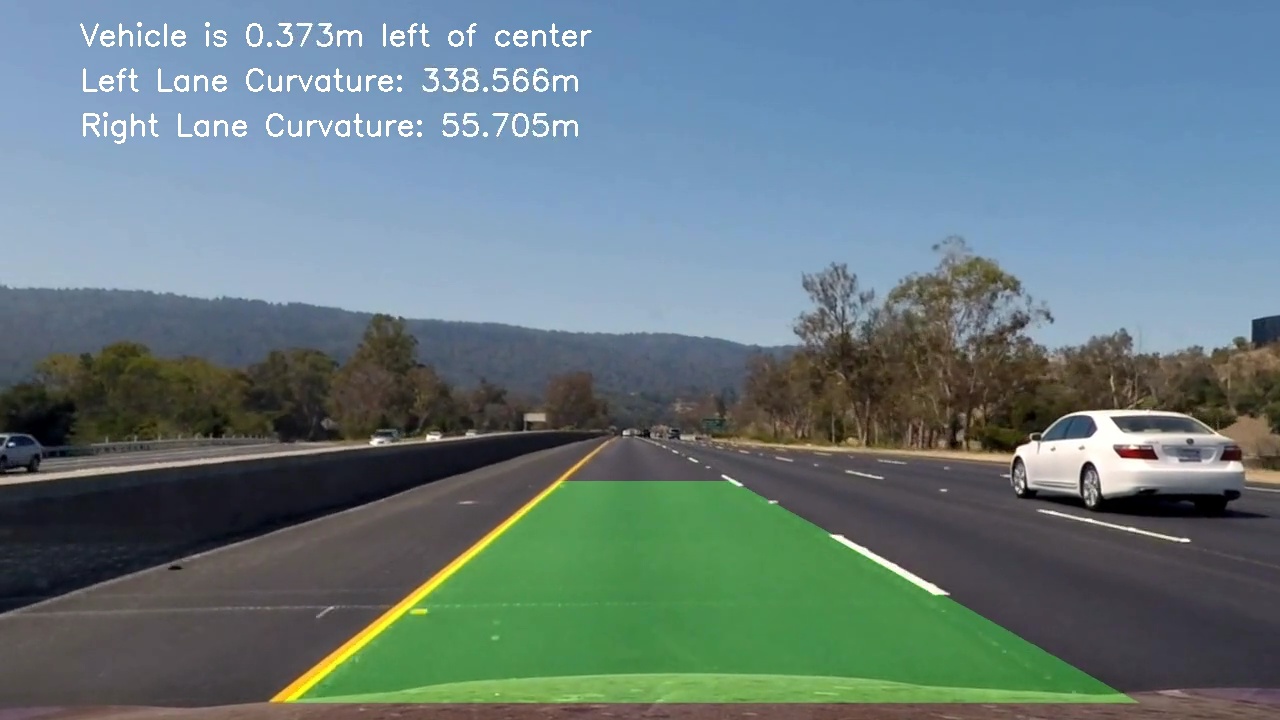 Vehicle is 0.373m left of center
Left Lane Curvature: 338.566m
Right Lane Curvature: 55.705m